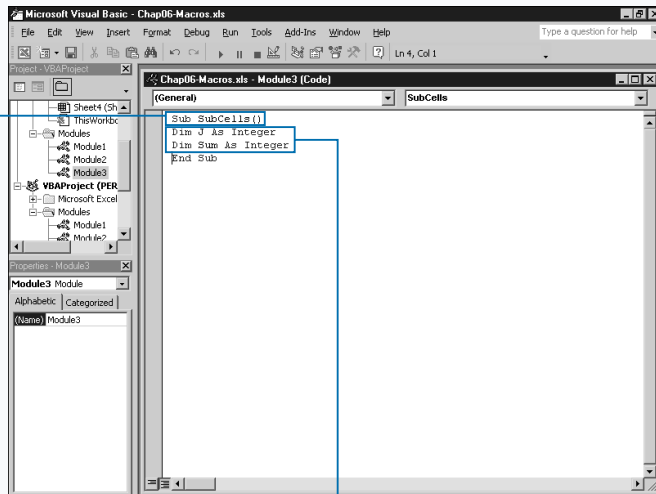 Microsoft Visual Basic - Chap06-Macros.xls
File Edit View Insert Format Debug Run Tools Add-Ins Window Help
Type a question for help
Ln 4, Col 1
Project - VBAProject
Sheet4 (Sh
ThisWorkbc
Modules
Module1
Module2
Module3
VBAProject (PER
Microsoft Excel
Modules
Module1
Module2
Properties - Module3
Module3 Module
Alphabetic Categorized
(Name) Module3
Chap06-Macros.xls - Module3 (Code)
(General) SubCells
Sub SubCells()
Dim J As Integer
Dim Sum As Integer
End Sub